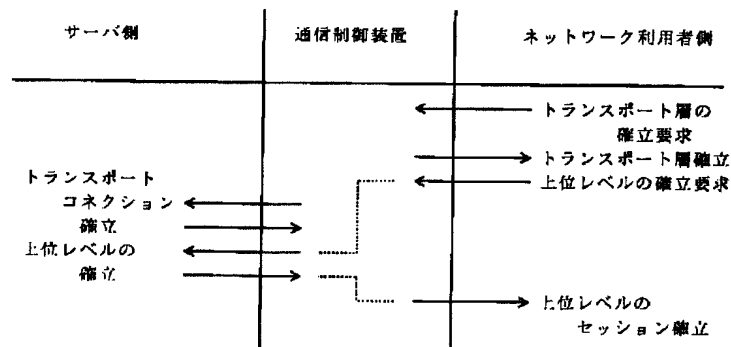 サーバ側
通信制御装置
ネットワーク利用者側
トランスポート層の
確立要求
トランスポート層確立
上位レベルの確立要求
トランスポート
コネクション
確立
上位レベルの
確立
上位レベルの
セッション確立